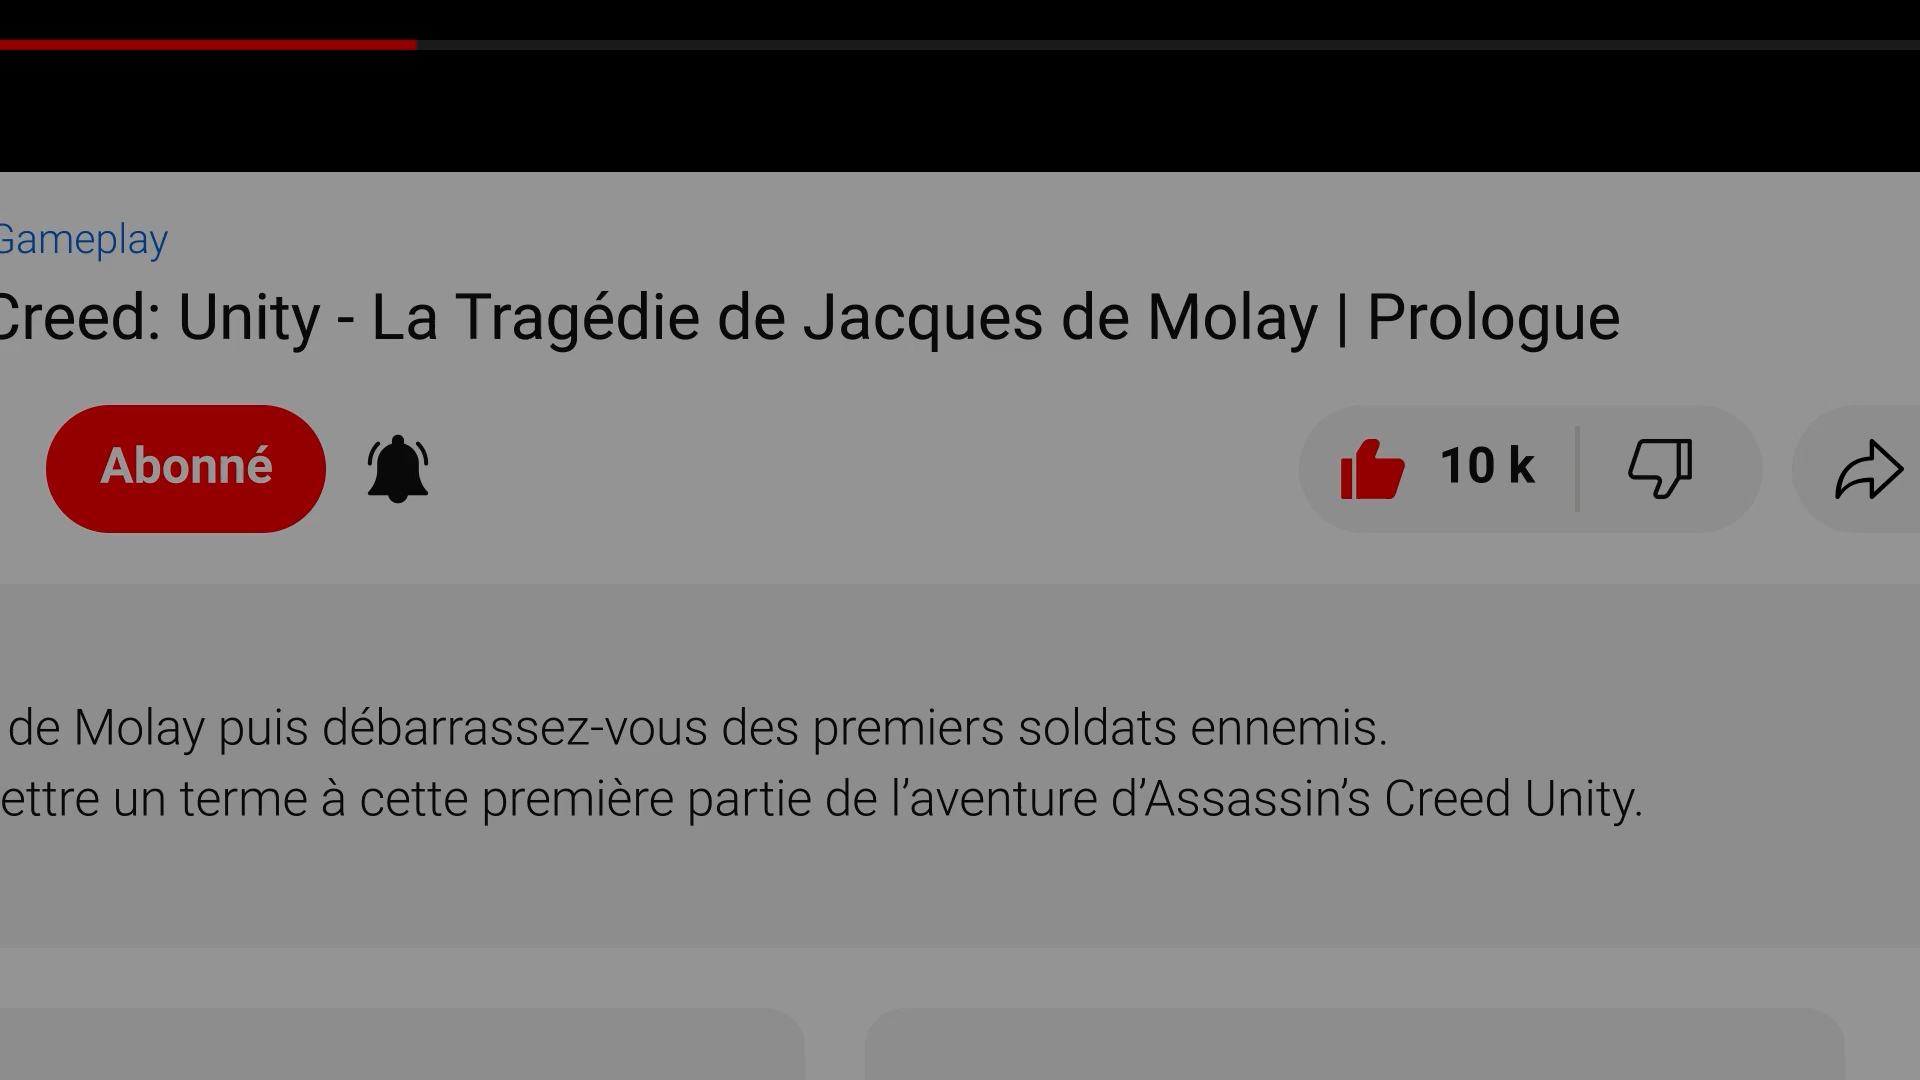 Gameplay
Creed: Unity - La Tragédie de Jacques de Molay | Prologue
Abonné
10 k
de Molay puis débarrassez-vous des premiers soldats ennemis.
ettre un terme à cette première partie de l’aventure d’Assassin’s Creed Unity.